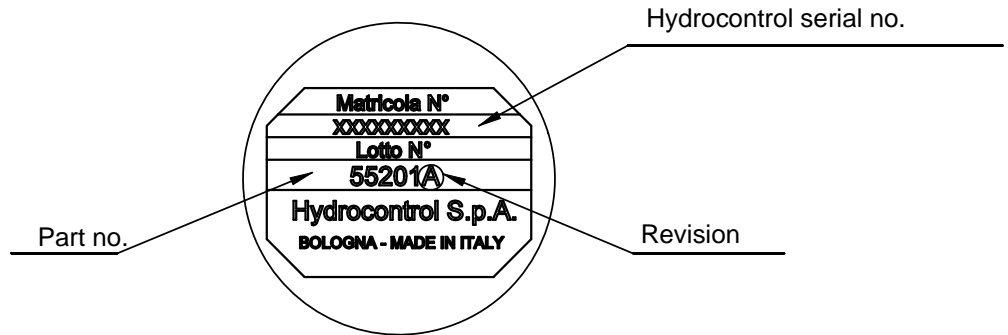 Hydrocontrol serial no.
Matricola N°
XXXXXXXXX
Lotto N°
55201A
Hydrocontrol S.p.A.
BOLOGNA - MADE IN ITALY
Part no.
Revision